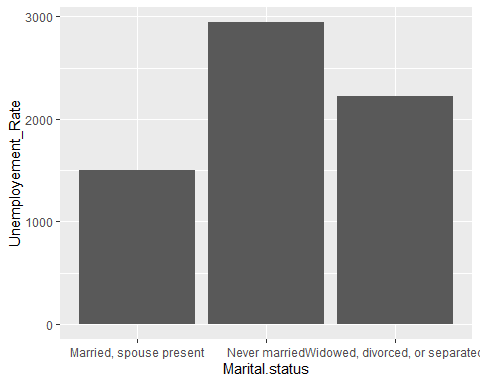 Unemployement_Rate
3000
2000
1000
0
Married, spouse present Never married Widowed, divorced, or separated
Marital.status